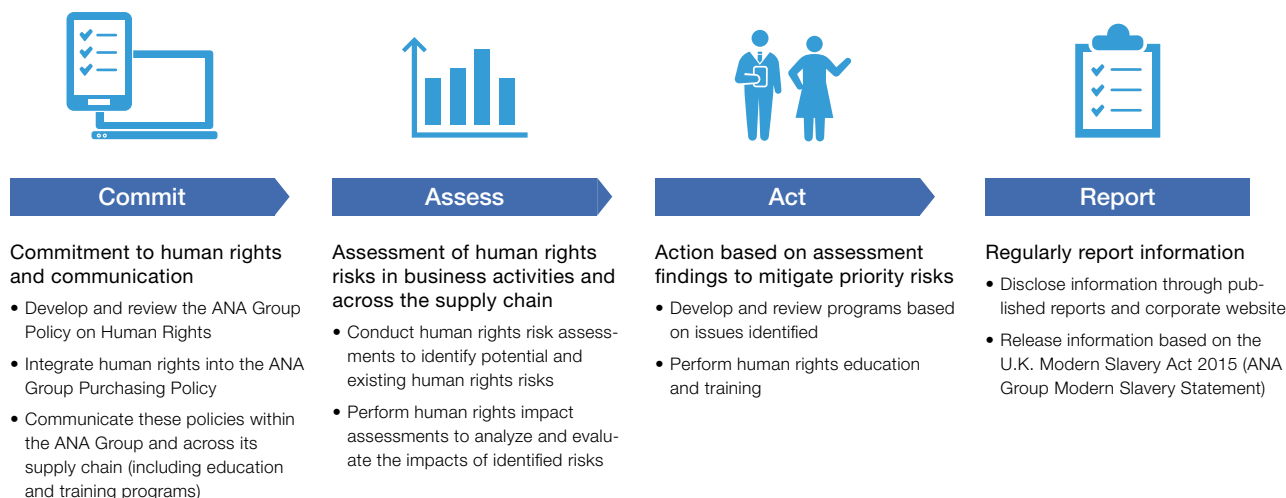 Commit
Commitment to human rights
and communication
• Develop and review the ANA Group
Policy on Human Rights
• Integrate human rights into the ANA
Group Purchasing Policy
• Communicate these policies within
the ANA Group and across its
supply chain (including education
and training programs)
Assess
Assessment of human rights
risks in business activities and
across the supply chain
• Conduct human rights risk assess-
ments to identify potential and
existing human rights risks
• Perform human rights impact
assessments to analyze and evalu-
ate the impacts of identified risks
Act
Action based on assessment
findings to mitigate priority risks
• Develop and review programs based
on issues identified
• Perform human rights education
and training
Report
Regularly report information
• Disclose information through pub-
lished reports and corporate website
• Release information based on the
U.K. Modern Slavery Act 2015 (ANA
Group Modern Slavery Statement)